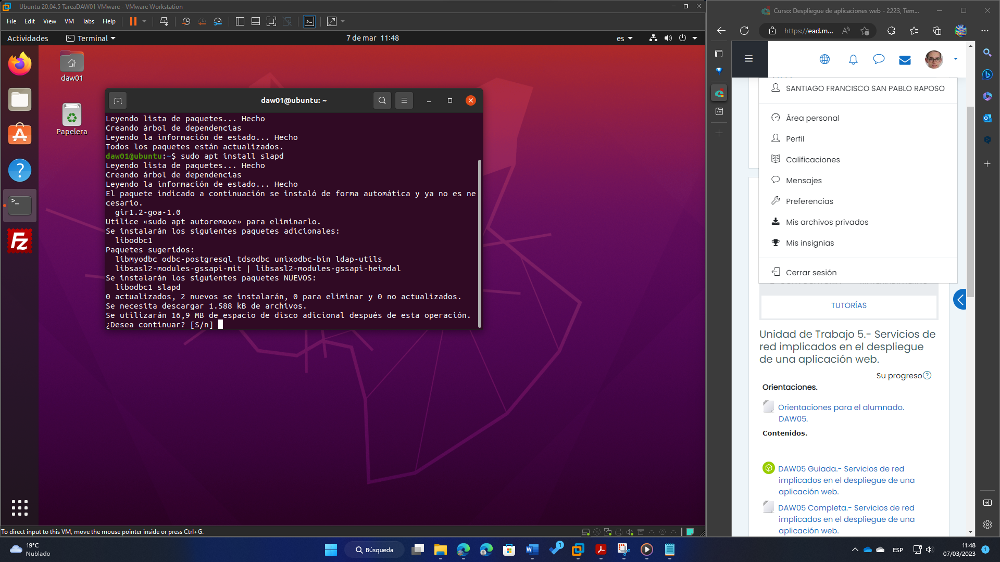 Ubuntu 20.04.5 TareaDAW01 VMware - VMware Workstation
File Edit View VM Tabs Help
Actividades
Terminal
7 de mar 11:48
es
daw01
Papelera
daw01@ubuntu: ~
Leyendo lista de paquetes... Hecho
Creando árbol de dependencias
Leyendo la información de estado... Hecho
Todos los paquetes están actualizados.
daw01@ubuntu:~$ sudo apt install slapd
Leyendo lista de paquetes... Hecho
Creando árbol de dependencias
Leyendo la información de estado... Hecho
El paquete indicado a continuación se instaló de forma automática y ya no es ne
cesario.
gir1.2-goa-1.0
Utilice «sudo apt autoremove» para eliminarlo.
Se instalarán los siguientes paquetes adicionales:
libodbc1
Paquetes sugeridos:
libmyodbc odbc-postgresql tdsodbc unixodbc-bin ldap-utils
libsasl2-modules-gssapi-mit | libsasl2-modules-gssapi-heimdal
Se instalarán los siguientes paquetes NUEVOS:
libodbc1 slapd
0 actualizados, 2 nuevos se instalarán, 0 para eliminar y 0 no actualizados.
Se necesita descargar 1.588 kB de archivos.
Se utilizarán 16,9 MB de espacio de disco adicional después de esta operación.
¿Desea continuar? [S/n]
To direct input to this VM, move the mouse pointer inside or press Ctrl+G.
Curso: Despliegue de aplicaciones web - 2223, Tem...
https://ead.m...
SANTIAGO FRANCISCO SAN PABLO RAPOSO
Área personal
Perfil
Calificaciones
Mensajes
Preferencias
Mis archivos privados
Mis insignias
Cerrar sesión
TUTORÍAS
Unidad de Trabajo 5.- Servicios de
red implicados en el despliegue
de una aplicación web.
Su progreso
Orientaciones.
Orientaciones para el alumnado.
DAW05.
Contenidos.
DAW05 Guiada.- Servicios de red
implicados en el despliegue de una
aplicación web.
DAW05 Completa.- Servicios de red
implicados en el despliegue de una
aplicación web.
19°C
Nublado
Búsqueda
1
ESP
11:48
07/03/2023
1